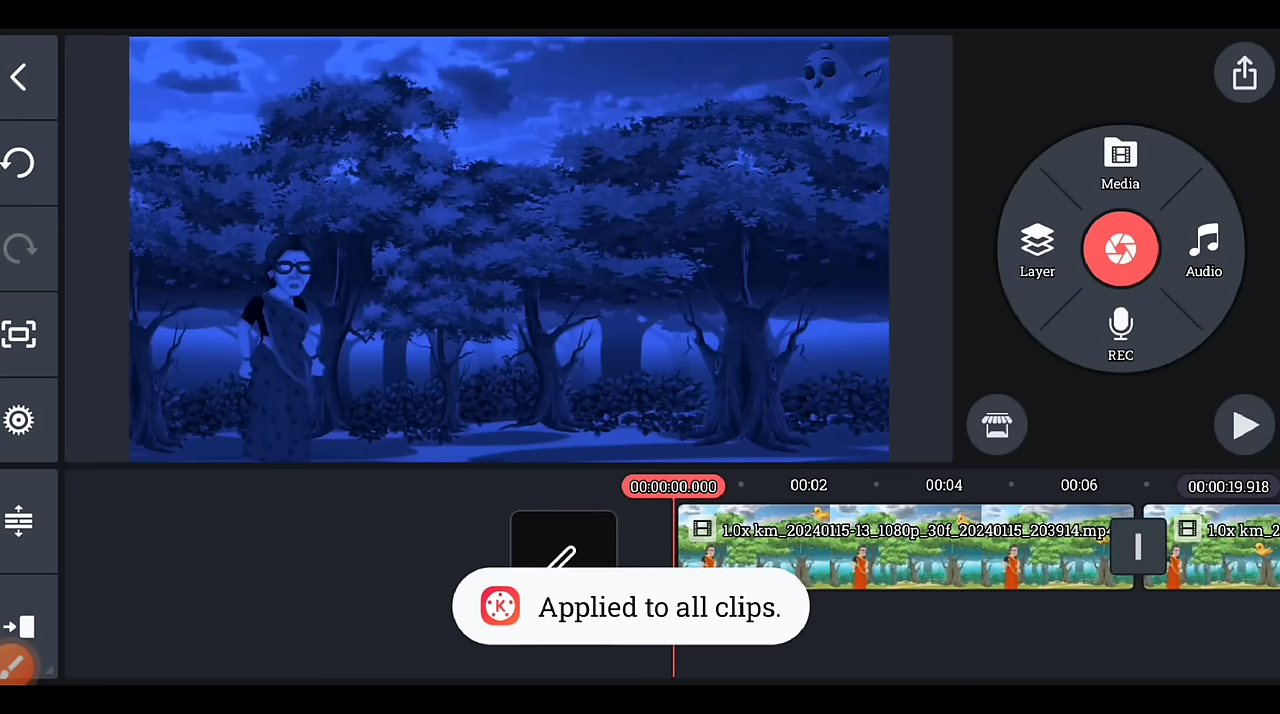 Media
Layer
Audio
REC
00:00:00.000
00:02
00:04
00:06
00:00:19.918
1.0x km_20240115-13_1080p_30f_20240115_203914.mp4
1.0x km_2
K
Applied to all clips.